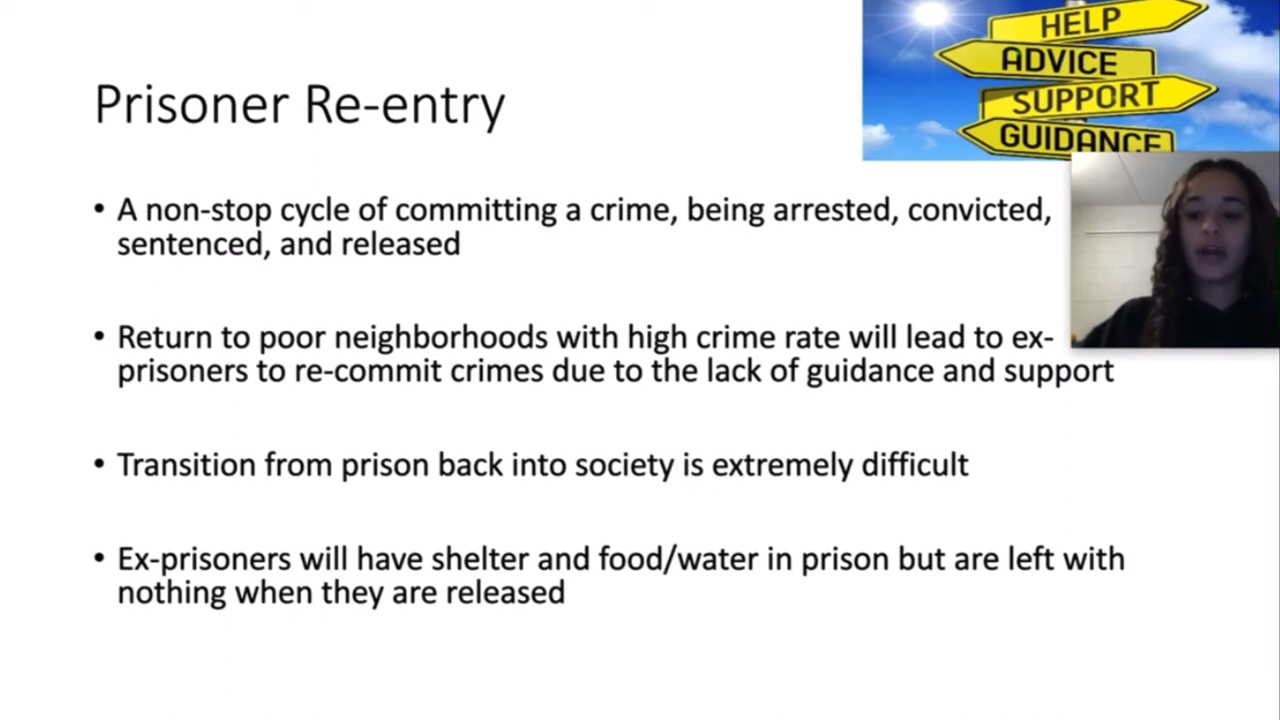 HELP
ADVICE
SUPPORT
GUIDANCE
Prisoner Re-entry
• A non-stop cycle of committing a crime, being arrested, convicted,
sentenced, and released
• Return to poor neighborhoods with high crime rate will lead to ex-
prisoners to re-commit crimes due to the lack of guidance and support
• Transition from prison back into society is extremely difficult
• Ex-prisoners will have shelter and food/water in prison but are left with
nothing when they are released